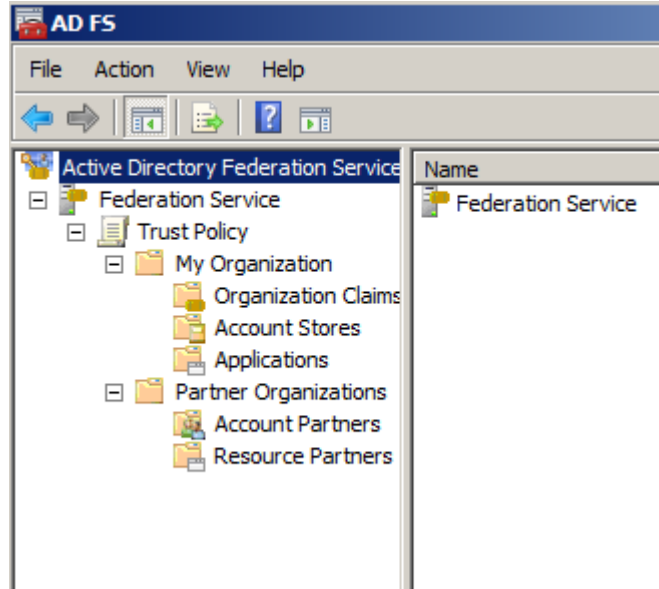 AD FS
File Action View Help
Active Directory Federation Service
Name
Federation Service
Federation Service
Trust Policy
My Organization
Organization Claims
Account Stores
Applications
Partner Organizations
Account Partners
Resource Partners